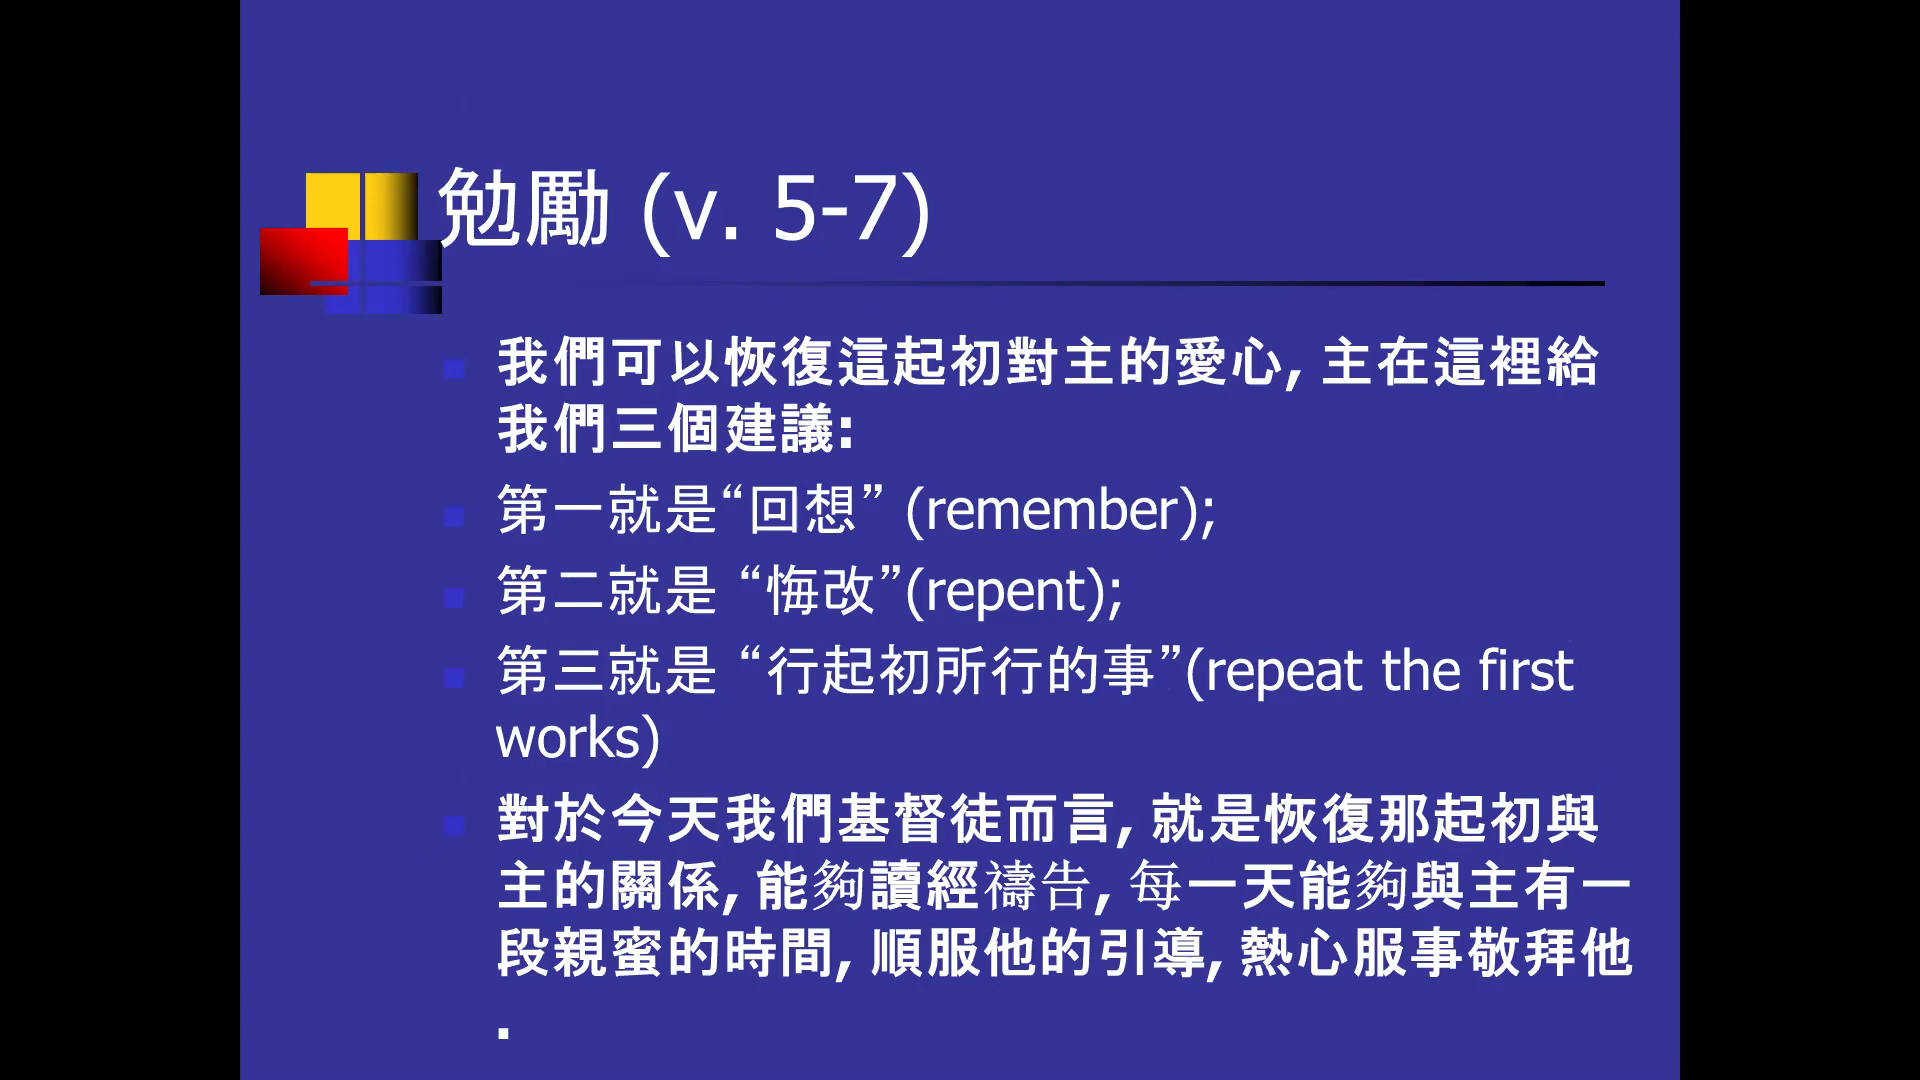 勉勵 (v. 5-7)
我們可以恢復這起初對主的愛心, 主在這裡給
我們三個建議:
第一就是“回想” (remember);
第二就是 “悔改”(repent);
第三就是 “行起初所行的事”(repeat the first
works)
對於今天我們基督徒而言, 就是恢復那起初與
主的關係, 能夠讀經禱告, 每一天能夠與主有一
段親蜜的時間, 順服他的引導, 熱心服事敬拜他
.